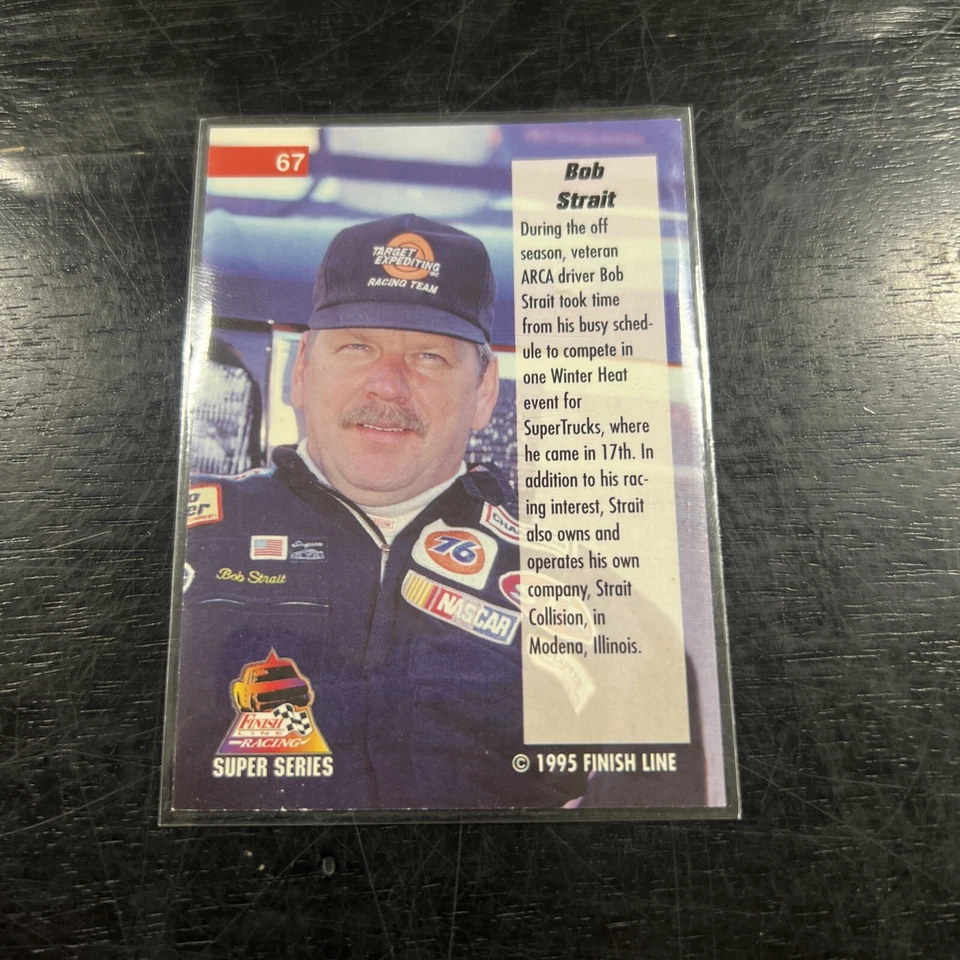 67
Bob
Strait
During the off
season, veteran
ARCA driver Bob
Strait took time
from his busy sched-
ule to compete in
one Winter Heat
event for
SuperTrucks, where
he came in 17th. In
addition to his rac-
ing interest, Strait
also owns and
operates his own
company, Strait
Collision, in
Modena, Illinois.
TARGET
EXPEDITING
INC
RACING TEAM
76
NASCAR
Bob Strait
FINISH
LINE
RACING
SUPER SERIES
© 1995 FINISH LINE